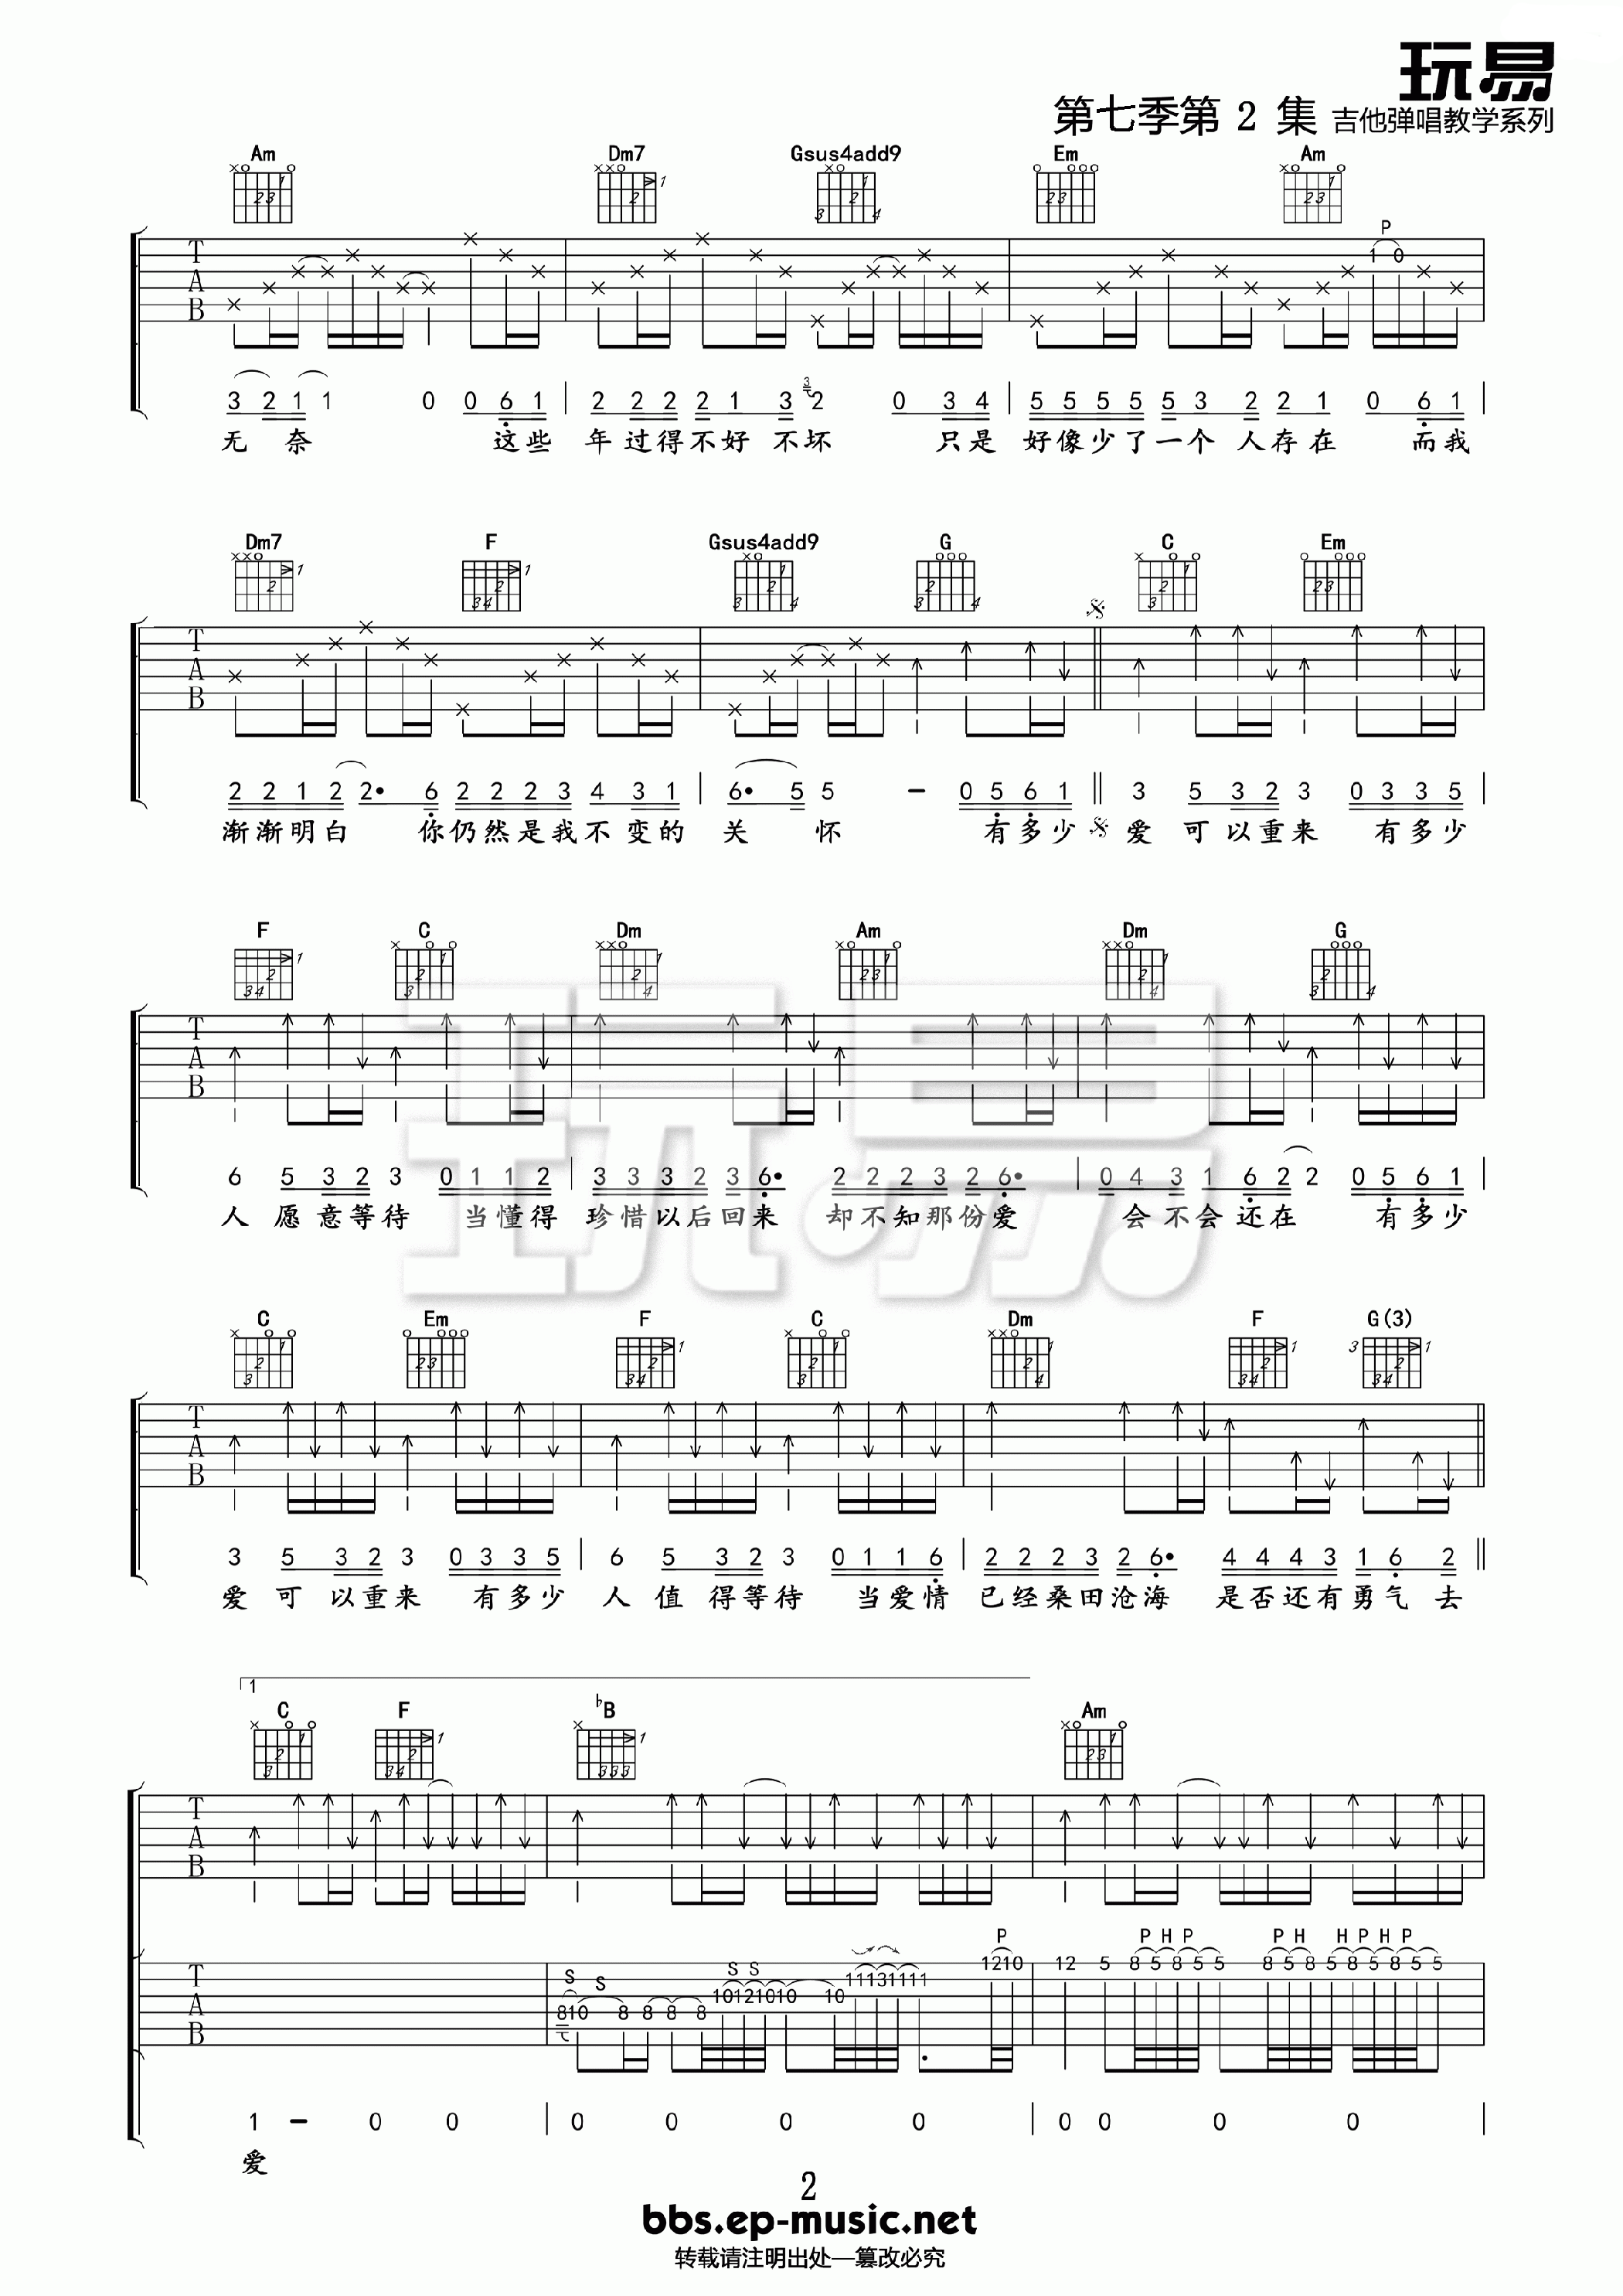 玩易
第七季第 2 集 吉他弹唱教学系列
Am Dm7 Gsus4add9 Em Am
P
T A B 1 0
3 2 1 1 0 0 6 1 | 2 2 2 2 1 3 3 2 0 3 4 | 5 5 5 5 5 3 2 2 1 0 6 1 |
无 奈 这些 年过得不好 不坏 只是 好像少了一个 人存在 而我
Dm7 F Gsus4add9 G C Em
T A B
2 2 1 2 2• 6 2 2 2 3 4 3 1 | 6• 5 5 – 0 5 6 1 || 3 5 3 2 3 0 3 3 5 |
渐渐明白 你仍然是我不变的 关 怀 有多少 爱 可以重来 有多少
F C Dm Am Dm G
T A B
6 5 3 2 3 0 1 1 2 | 3 3 3 2 3 6• 2 2 2 3 2 6• | 0 4 3 1 6 2 2 0 5 6 1 |
人 愿意等待 当懂得 珍惜以后回来 却不知那份爱 会不会还在 有多少
C Em F C Dm F G(3)
T A B
3 5 3 2 3 0 3 3 5 | 6 5 3 2 3 0 1 1 6 | 2 2 2 3 2 6• 4 4 4 3 1 6 2 ||
爱 可以重来 有多少 人 值得等待 当爱情 已经桑田沧海 是否还有勇气去
1
C F ♭B Am
T A B
S S S S P P H P P H H P H P
T A B 8 10 8 8 8 8 10 12 10 10 10 11 13 11 11 12 10 12 5 8 5 8 5 5 8 5 8 5 8 5 8 5 5
1 – 0 0 | 0 0 0 0 | 0 0 0 0 |
爱
2
bbs.ep-music.net
转载请注明出处—篡改必究